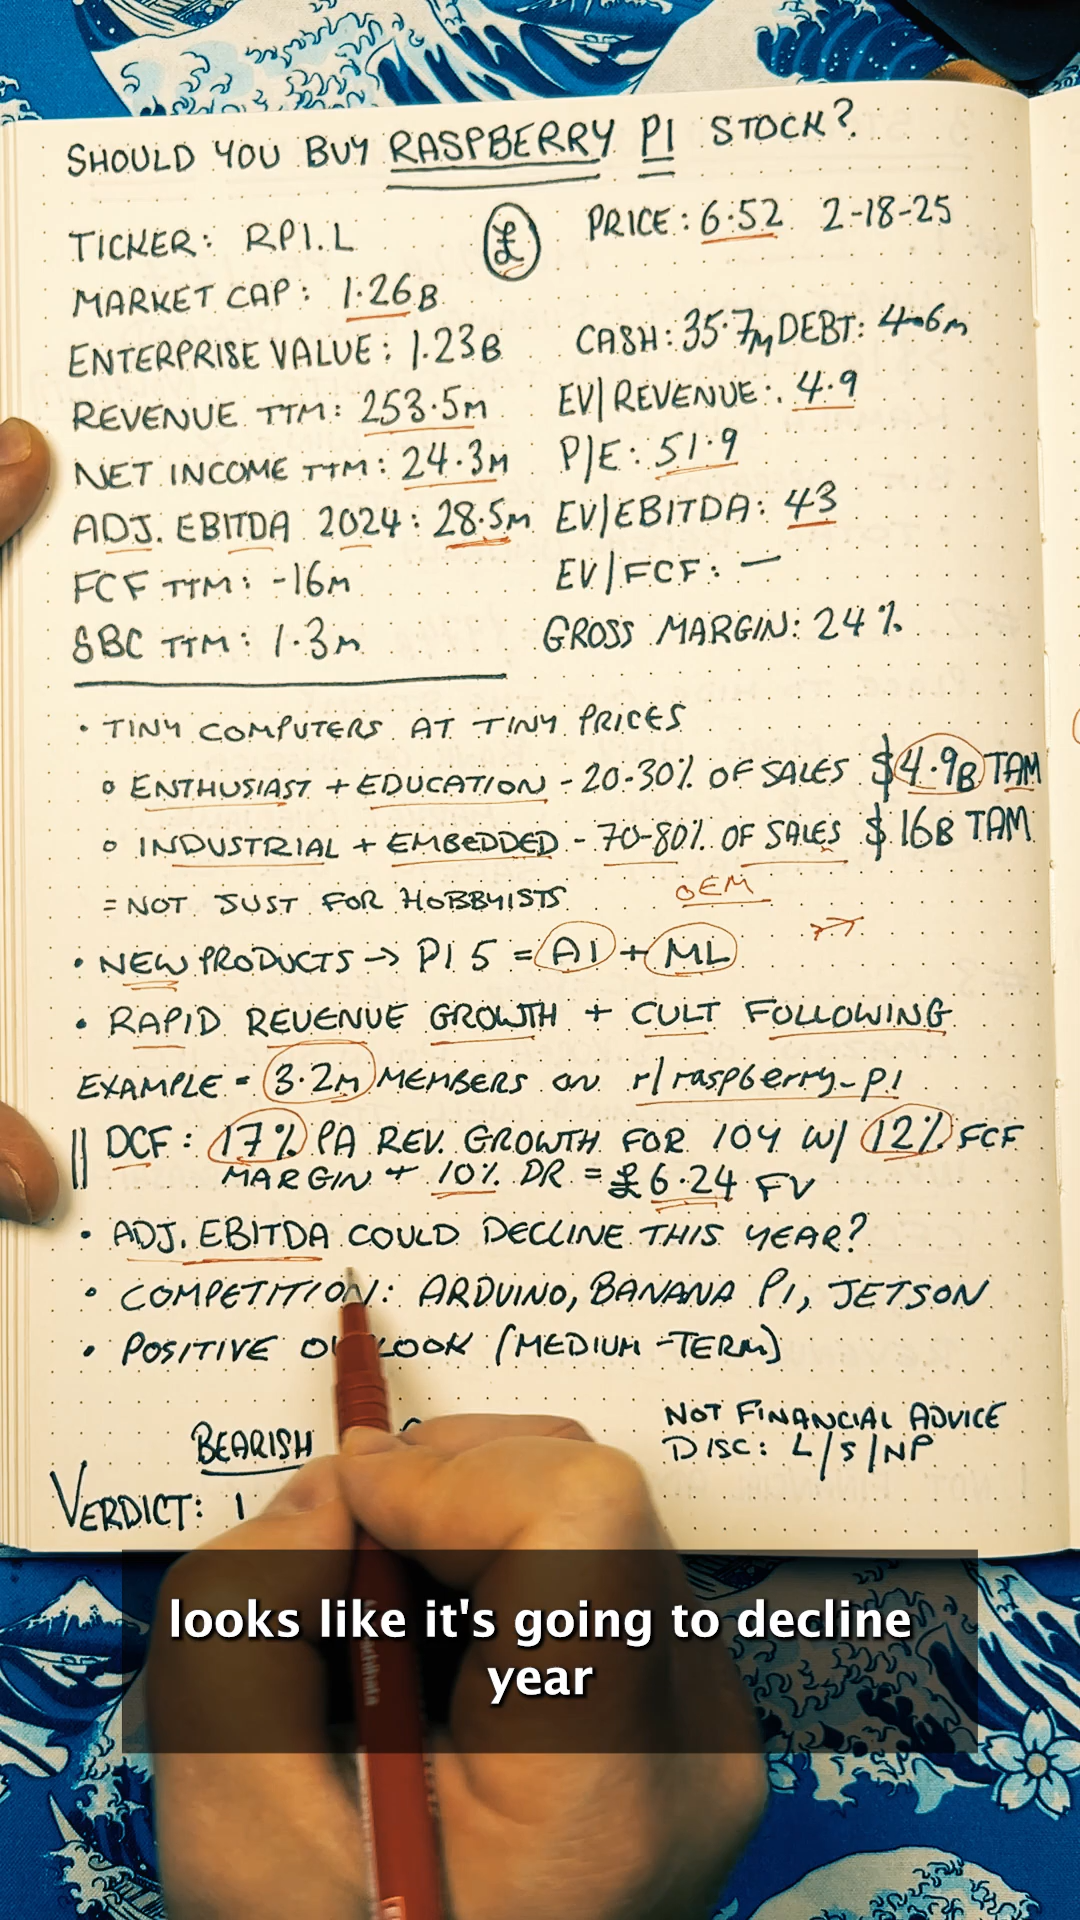 SHOULD YOU BUY RASPBERRY PI STOCK?
TICKER: RPI.L £ PRICE: 6.52 2-18-25
MARKET CAP: 1.26B
ENTERPRISE VALUE: 1.23B CASH: 35.7M DEBT: 4.6M
REVENUE TTM: 253.5M EV/REVENUE: 4.9
NET INCOME TTM: 24.3M P/E: 51.9
ADJ. EBITDA 2024: 28.5M EV/EBITDA: 43
FCF TTM: -16M EV/FCF: —
SBC TTM: 1.3M GROSS MARGIN: 24%
• TINY COMPUTERS AT TINY PRICES
o ENTHUSIAST + EDUCATION - 20-30% OF SALES $4.9B TAM
o INDUSTRIAL + EMBEDDED - 70-80% OF SALES $16B TAM
= NOT JUST FOR HOBBYISTS OEM
• NEW PRODUCTS → PI 5 = AI + ML
• RAPID REVENUE GROWTH + CULT FOLLOWING
EXAMPLE = 3.2M MEMBERS ON r/raspberry_pi
|| DCF: 17% PA REV. GROWTH FOR 10Y W/ 12% FCF
MARGIN + 10% DR = £6.24 FV
• ADJ. EBITDA COULD DECLINE THIS YEAR?
• COMPETITION: ARDUINO, BANANA PI, JETSON
• POSITIVE OUTLOOK (MEDIUM-TERM)
BEARISH
NOT FINANCIAL ADVICE
DISC: L/S/NP
VERDICT: 1
looks like it's going to decline
year